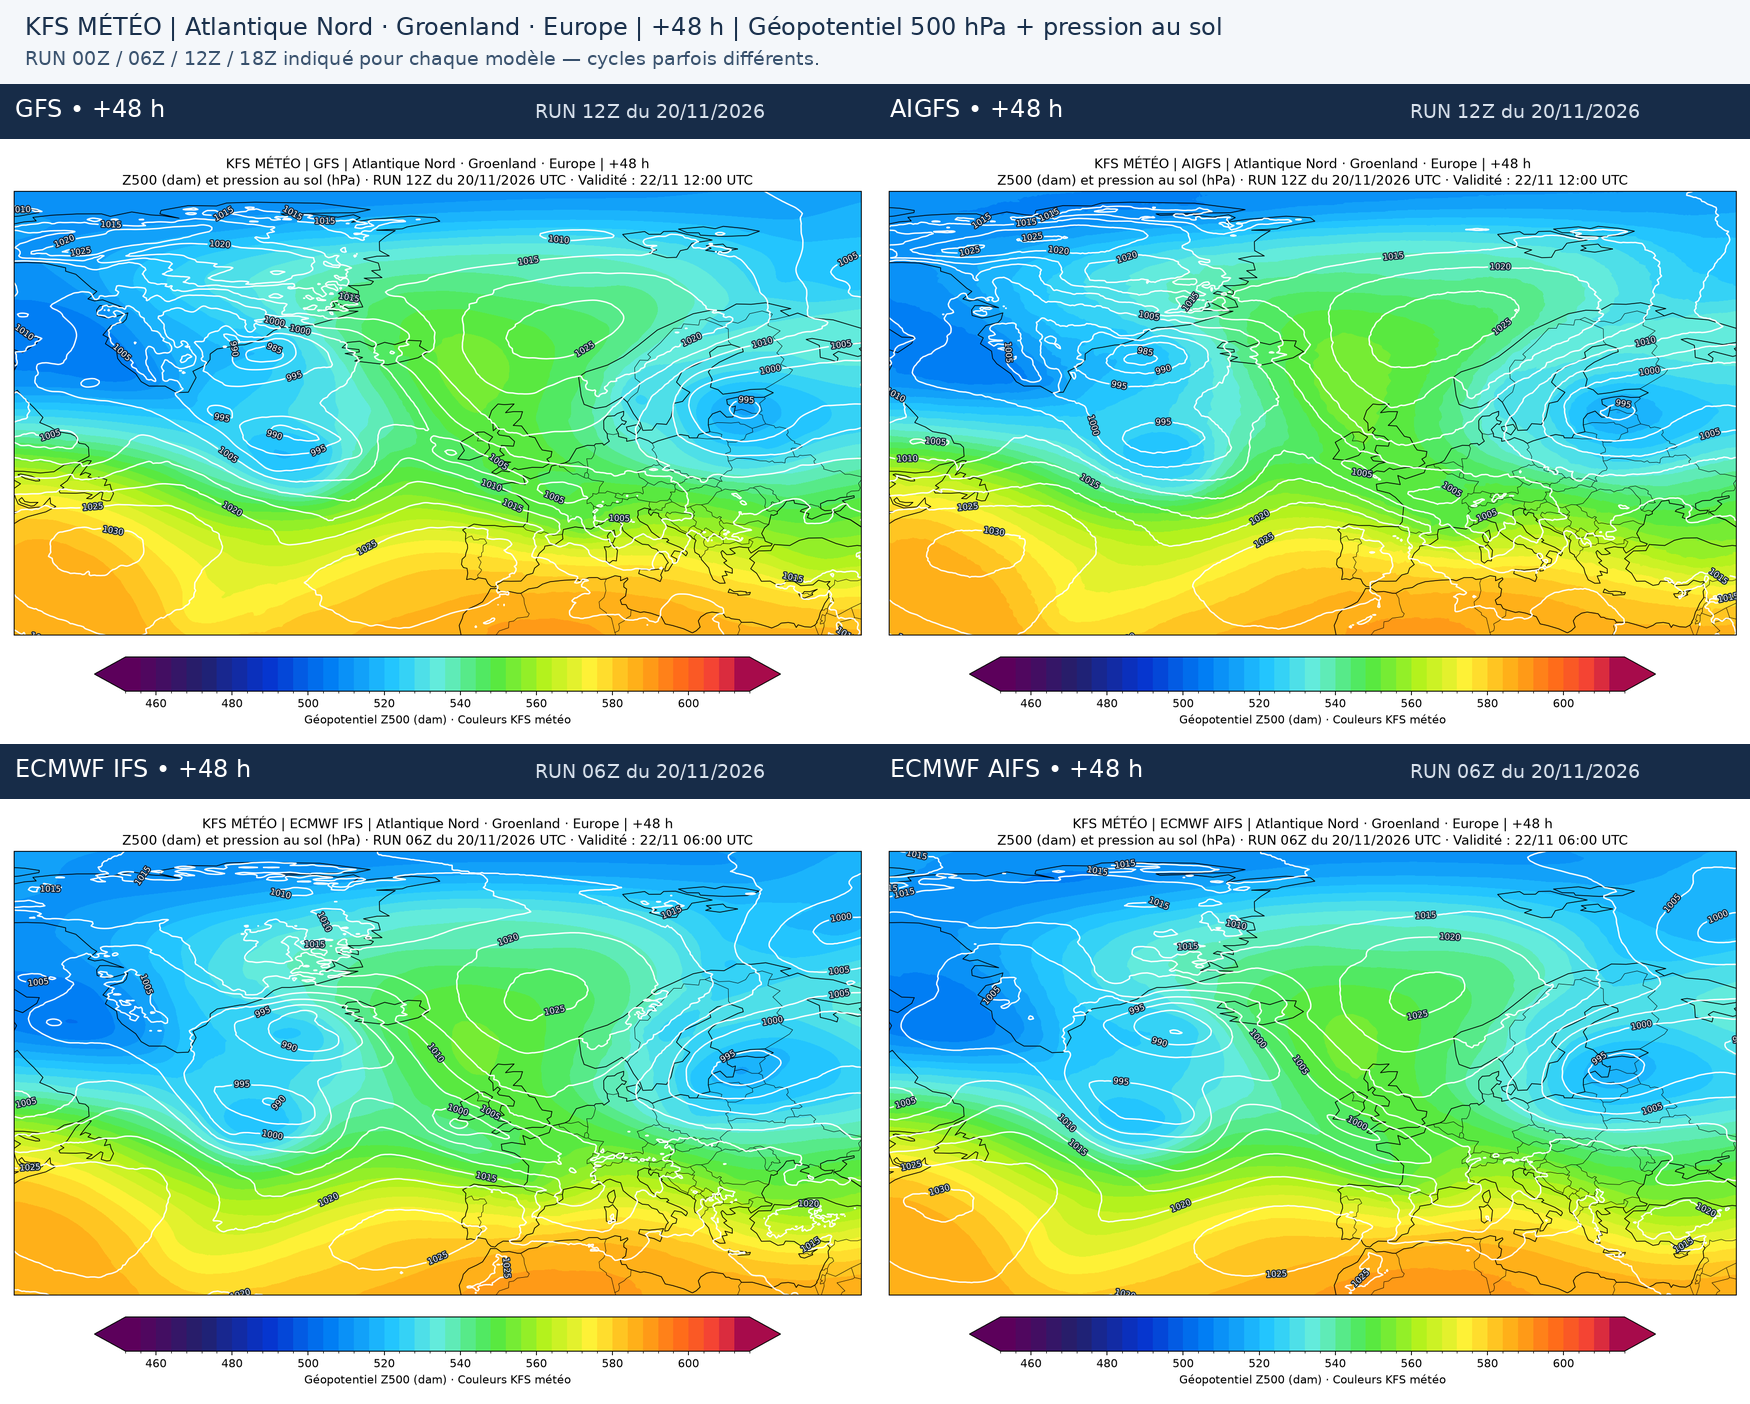 KFS MÉTÉO | Atlantique Nord · Groenland · Europe | +48 h | Géopotentiel 500 hPa + pression au sol
RUN 00Z / 06Z / 12Z / 18Z indiqué pour chaque modèle — cycles parfois différents.
GFS • +48 h
RUN 12Z du 20/11/2026
AIGFS • +48 h
RUN 12Z du 20/11/2026
KFS MÉTÉO | GFS | Atlantique Nord · Groenland · Europe | +48 h
Z500 (dam) et pression au sol (hPa) · RUN 12Z du 20/11/2026 UTC · Validité : 22/11 12:00 UTC
KFS MÉTÉO | AIGFS | Atlantique Nord · Groenland · Europe | +48 h
Z500 (dam) et pression au sol (hPa) · RUN 12Z du 20/11/2026 UTC · Validité : 22/11 12:00 UTC
460 480 500 520 540 560 580 600
Géopotentiel Z500 (dam) · Couleurs KFS météo
460 480 500 520 540 560 580 600
Géopotentiel Z500 (dam) · Couleurs KFS météo
ECMWF IFS • +48 h
RUN 06Z du 20/11/2026
ECMWF AIFS • +48 h
RUN 06Z du 20/11/2026
KFS MÉTÉO | ECMWF IFS | Atlantique Nord · Groenland · Europe | +48 h
Z500 (dam) et pression au sol (hPa) · RUN 06Z du 20/11/2026 UTC · Validité : 22/11 06:00 UTC
KFS MÉTÉO | ECMWF AIFS | Atlantique Nord · Groenland · Europe | +48 h
Z500 (dam) et pression au sol (hPa) · RUN 06Z du 20/11/2026 UTC · Validité : 22/11 06:00 UTC
460 480 500 520 540 560 580 600
Géopotentiel Z500 (dam) · Couleurs KFS météo
460 480 500 520 540 560 580 600
Géopotentiel Z500 (dam) · Couleurs KFS météo